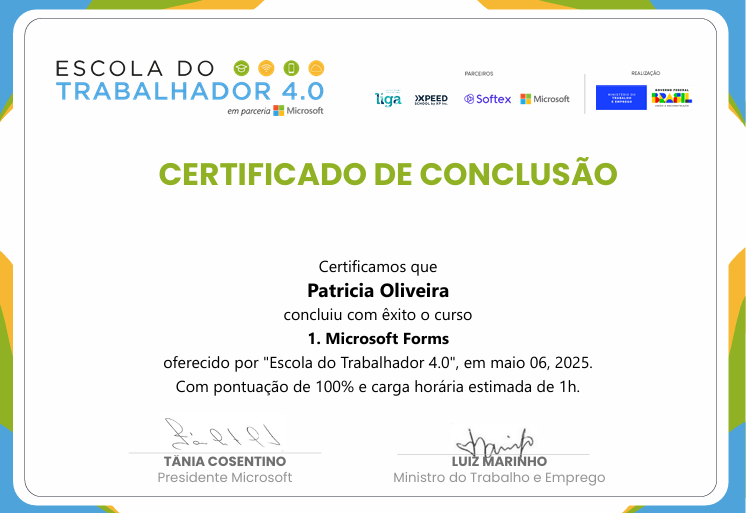 ESCOLA DO
TRABALHADOR 4.0
em parceria Microsoft
PARCEIROS
liga
XPEED
SCHOOL by XP Inc.
Softex
Microsoft
REALIZAÇÃO
MINISTÉRIO DO
TRABALHO
E EMPREGO
GOVERNO FEDERAL
BRASIL
UNIÃO E RECONSTRUÇÃO
CERTIFICADO DE CONCLUSÃO
Certificamos que
Patricia Oliveira
concluiu com êxito o curso
1. Microsoft Forms
oferecido por "Escola do Trabalhador 4.0", em maio 06, 2025.
Com pontuação de 100% e carga horária estimada de 1h.
TÂNIA COSENTINO
Presidente Microsoft
LUIZ MARINHO
Ministro do Trabalho e Emprego